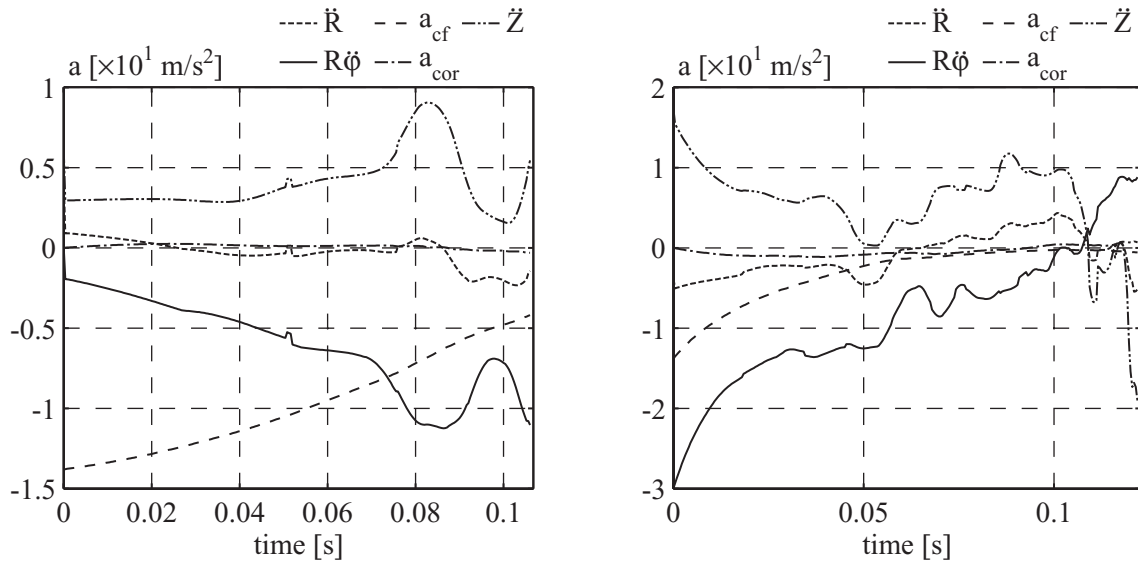 R̈ a_cf Z̈
Rφ̈ a_cor
a [×10^1 m/s^2]
1
0.5
0
-0.5
-1
-1.5
0 0.02 0.04 0.06 0.08 0.1
time [s]
R̈ a_cf Z̈
Rφ̈ a_cor
a [×10^1 m/s^2]
2
1
0
-1
-2
-3
0 0.05 0.1
time [s]